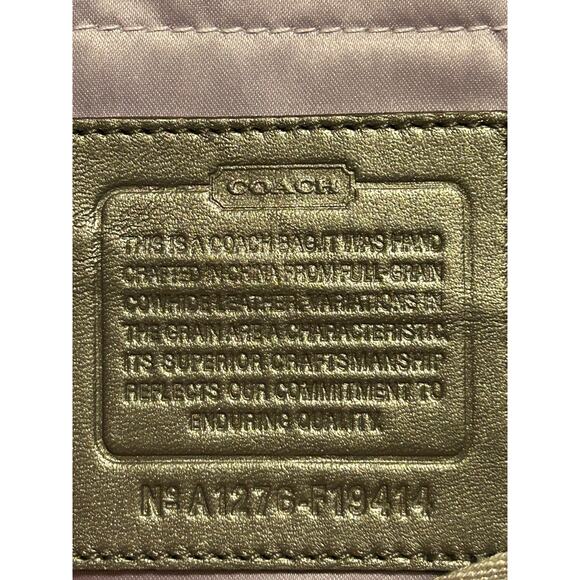 COACH
THIS IS A COACH BAG. IT WAS HAND
CRAFTED IN CHINA FROM FULL GRAIN
COWHIDE LEATHER. VARIATIONS IN
THE GRAIN ARE A CHARACTERISTIC.
ITS SUPERIOR CRAFTSMANSHIP
REFLECTS OUR COMMITMENT TO
ENDURING QUALITY.
Nº A1276-F19414